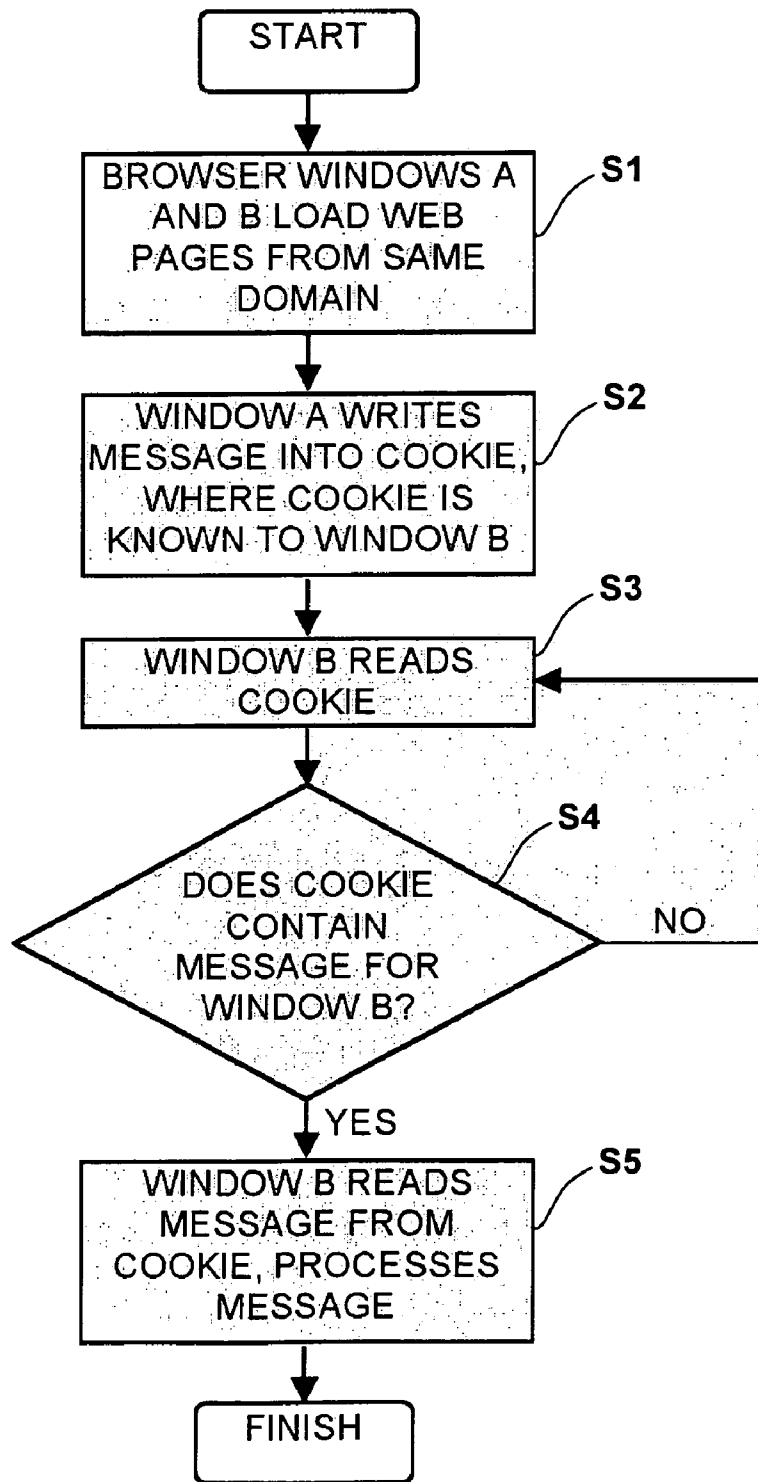 START
BROWSER WINDOWS A
AND B LOAD WEB
PAGES FROM SAME
DOMAIN
S1
WINDOW A WRITES
MESSAGE INTO COOKIE,
WHERE COOKIE IS
KNOWN TO WINDOW B
S2
WINDOW B READS
COOKIE
S3
DOES COOKIE
CONTAIN
MESSAGE FOR
WINDOW B?
S4
NO
YES
WINDOW B READS
MESSAGE FROM
COOKIE, PROCESSES
MESSAGE
S5
FINISH